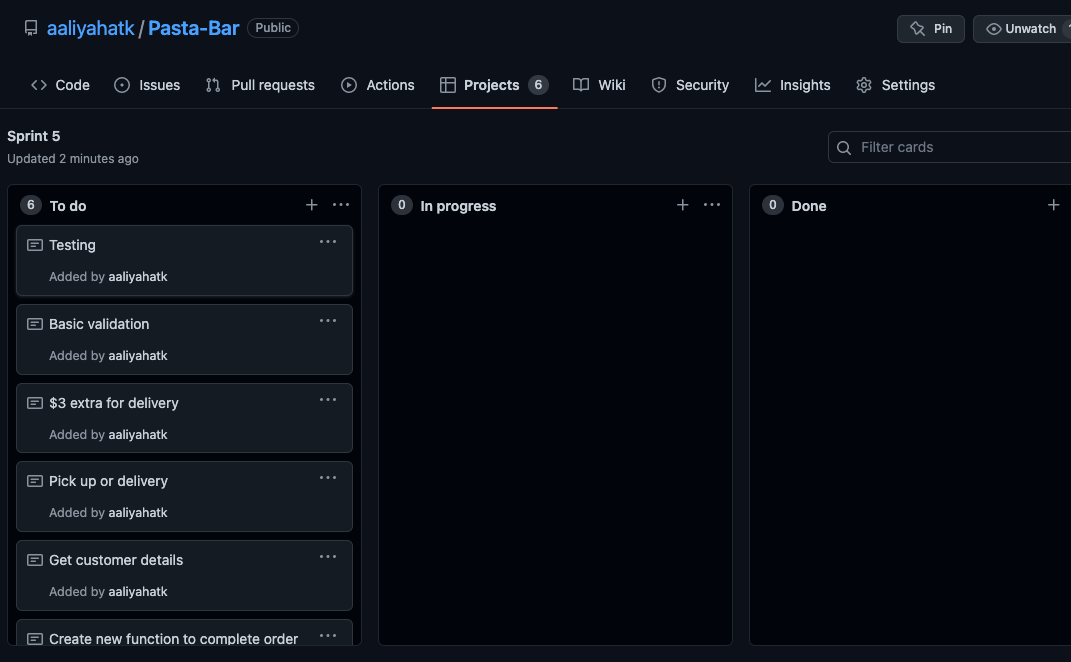 aaliyahatk / Pasta-Bar Public
Pin
Unwatch
Code Issues Pull requests Actions Projects 6 Wiki Security Insights Settings
Sprint 5
Updated 2 minutes ago
Filter cards
6 To do
Testing
Added by aaliyahatk
Basic validation
Added by aaliyahatk
$3 extra for delivery
Added by aaliyahatk
Pick up or delivery
Added by aaliyahatk
Get customer details
Added by aaliyahatk
Create new function to complete order
0 In progress
0 Done